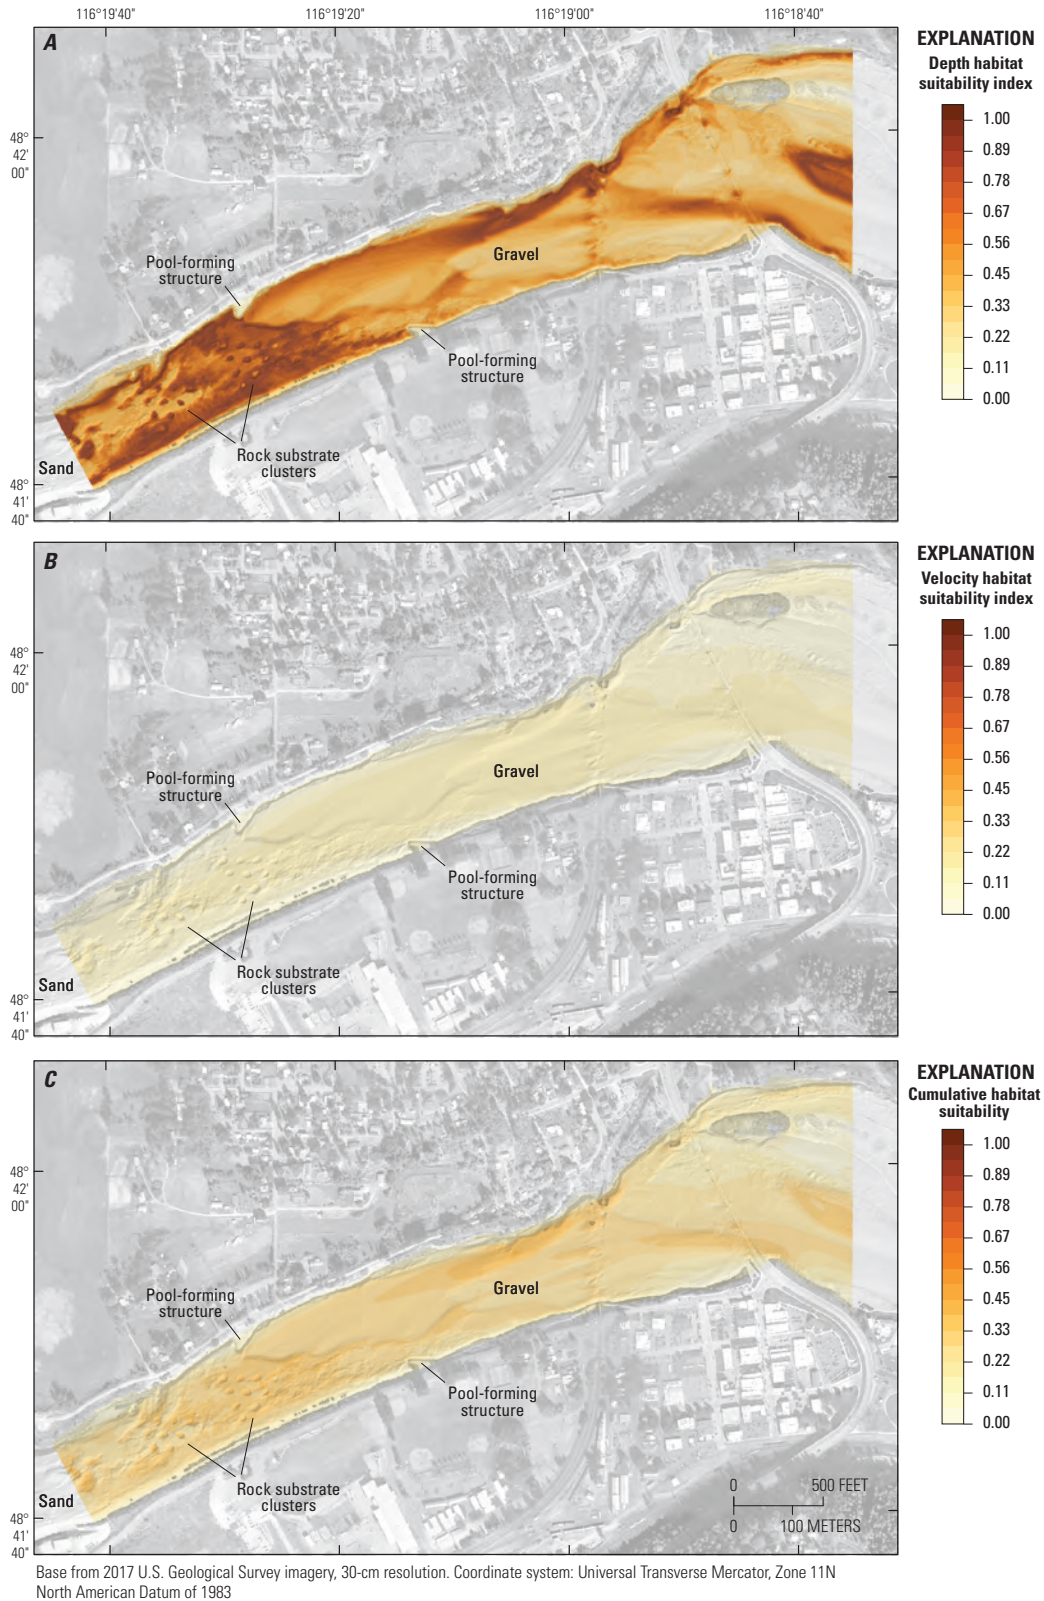 116°19'40" 116°19'20" 116°19'00" 116°18'40"
A
48°
42'
00"
Pool-forming
structure
Gravel
Pool-forming
structure
Rock substrate
clusters
Sand
48°
41'
40"
EXPLANATION
Depth habitat
suitability index
1.00
0.89
0.78
0.67
0.56
0.45
0.33
0.22
0.11
0.00
B
48°
42'
00"
Pool-forming
structure
Gravel
Pool-forming
structure
Rock substrate
clusters
Sand
48°
41'
40"
EXPLANATION
Velocity habitat
suitability index
1.00
0.89
0.78
0.67
0.56
0.45
0.33
0.22
0.11
0.00
C
48°
42'
00"
Pool-forming
structure
Gravel
Pool-forming
structure
Rock substrate
clusters
Sand
48°
41'
40"
0 500 FEET
0 100 METERS
EXPLANATION
Cumulative habitat
suitability
1.00
0.89
0.78
0.67
0.56
0.45
0.33
0.22
0.11
0.00
Base from 2017 U.S. Geological Survey imagery, 30-cm resolution. Coordinate system: Universal Transverse Mercator, Zone 11N
North American Datum of 1983